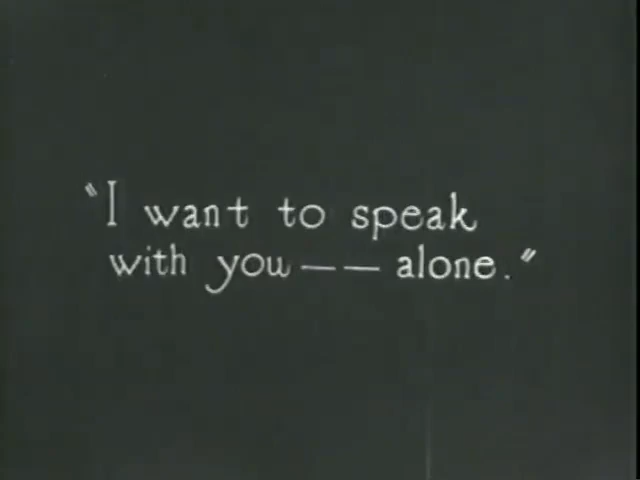 "I want to speak
with you —— alone."